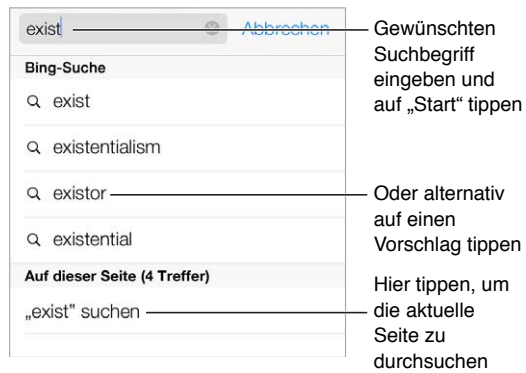 exist Abbrechen
Bing-Suche
exist
existentialism
existor
existential
Auf dieser Seite (4 Treffer)
„exist" suchen
Gewünschten
Suchbegriff
eingeben und
auf „Start“ tippen
Oder alternativ
auf einen
Vorschlag tippen
Hier tippen, um
die aktuelle
Seite zu
durchsuchen